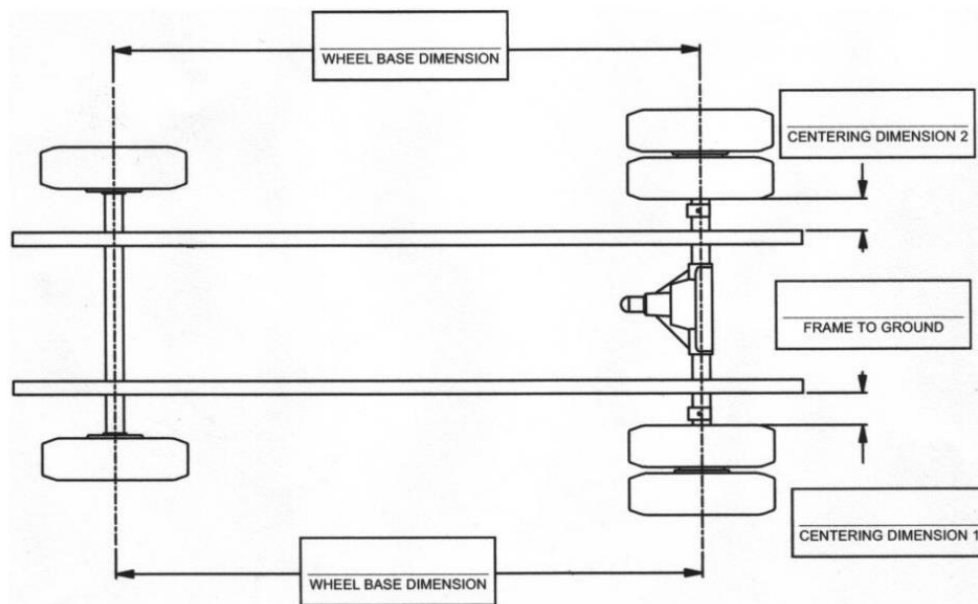 WHEEL BASE DIMENSION
CENTERING DIMENSION 2
FRAME TO GROUND
CENTERING DIMENSION 1
WHEEL BASE DIMENSION